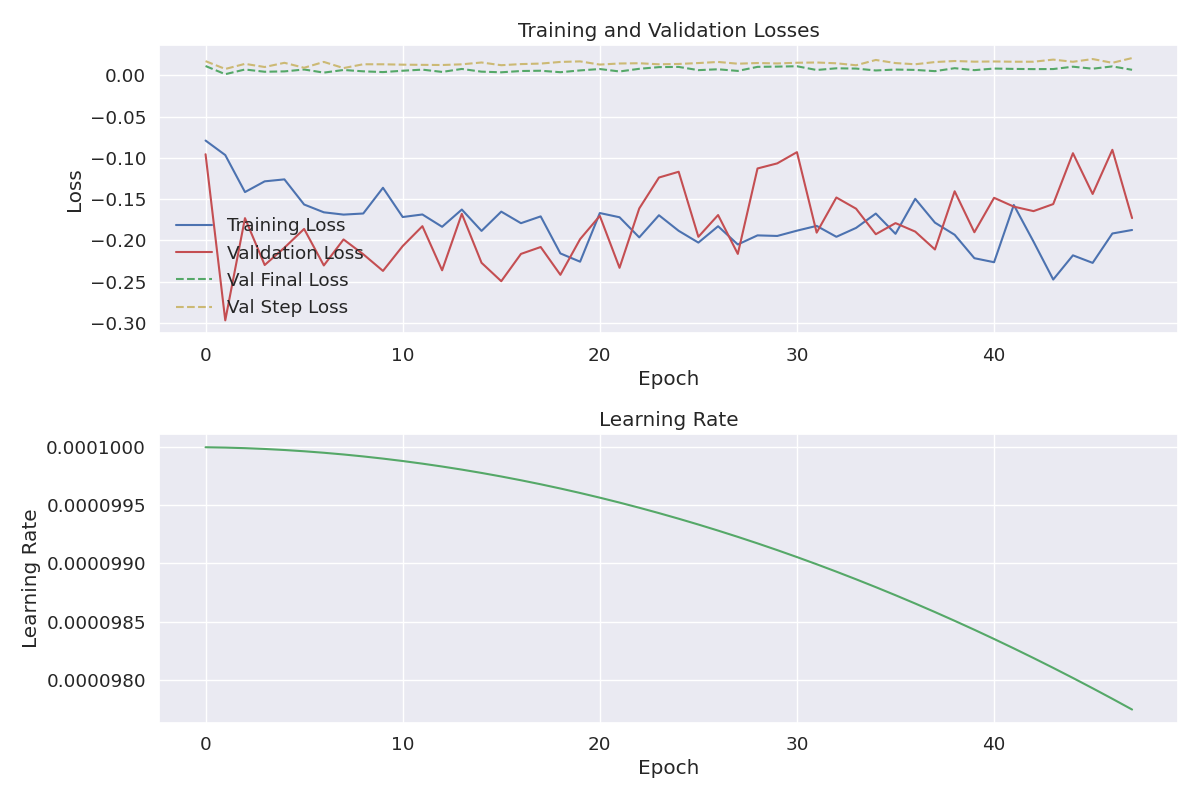 Training and Validation Losses
0.00
−0.05
−0.10
−0.15
−0.20
−0.25
−0.30
Loss
Training Loss
Validation Loss
Val Final Loss
Val Step Loss
0 10 20 30 40
Epoch
Learning Rate
0.0001000
0.0000995
0.0000990
0.0000985
0.0000980
Learning Rate
0 10 20 30 40
Epoch